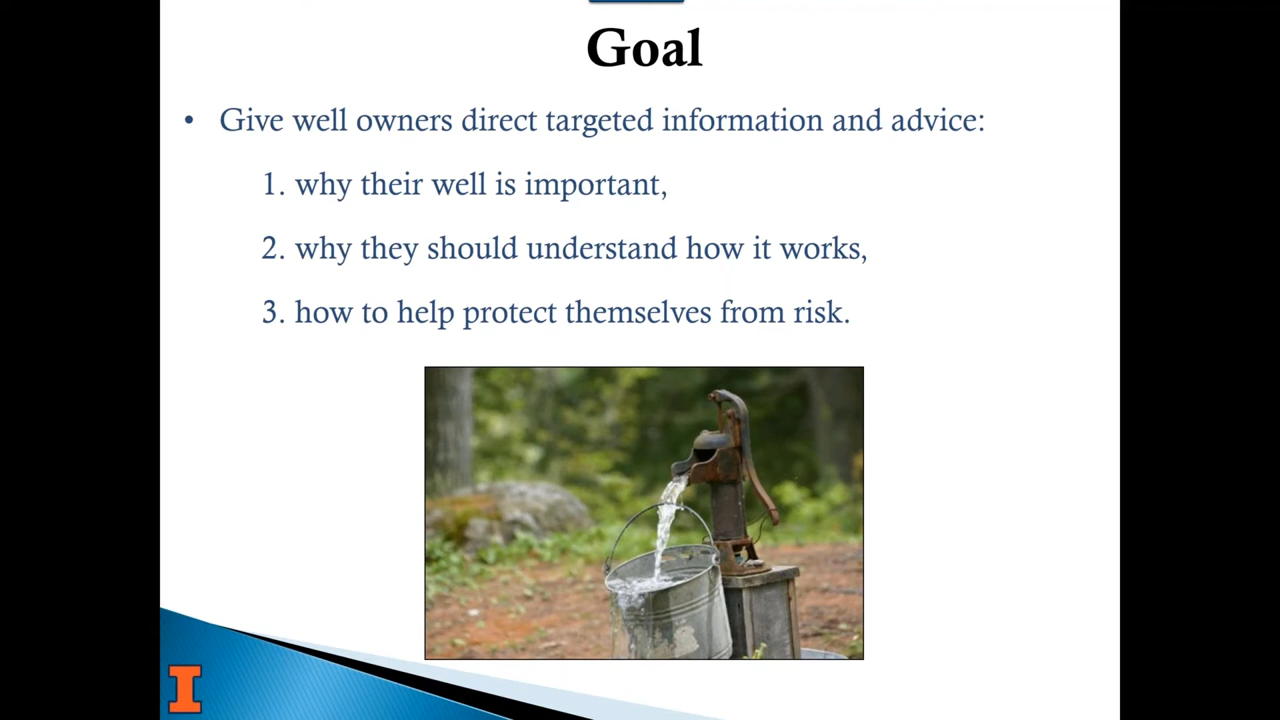 Goal
• Give well owners direct targeted information and advice:
1. why their well is important,
2. why they should understand how it works,
3. how to help protect themselves from risk.
I